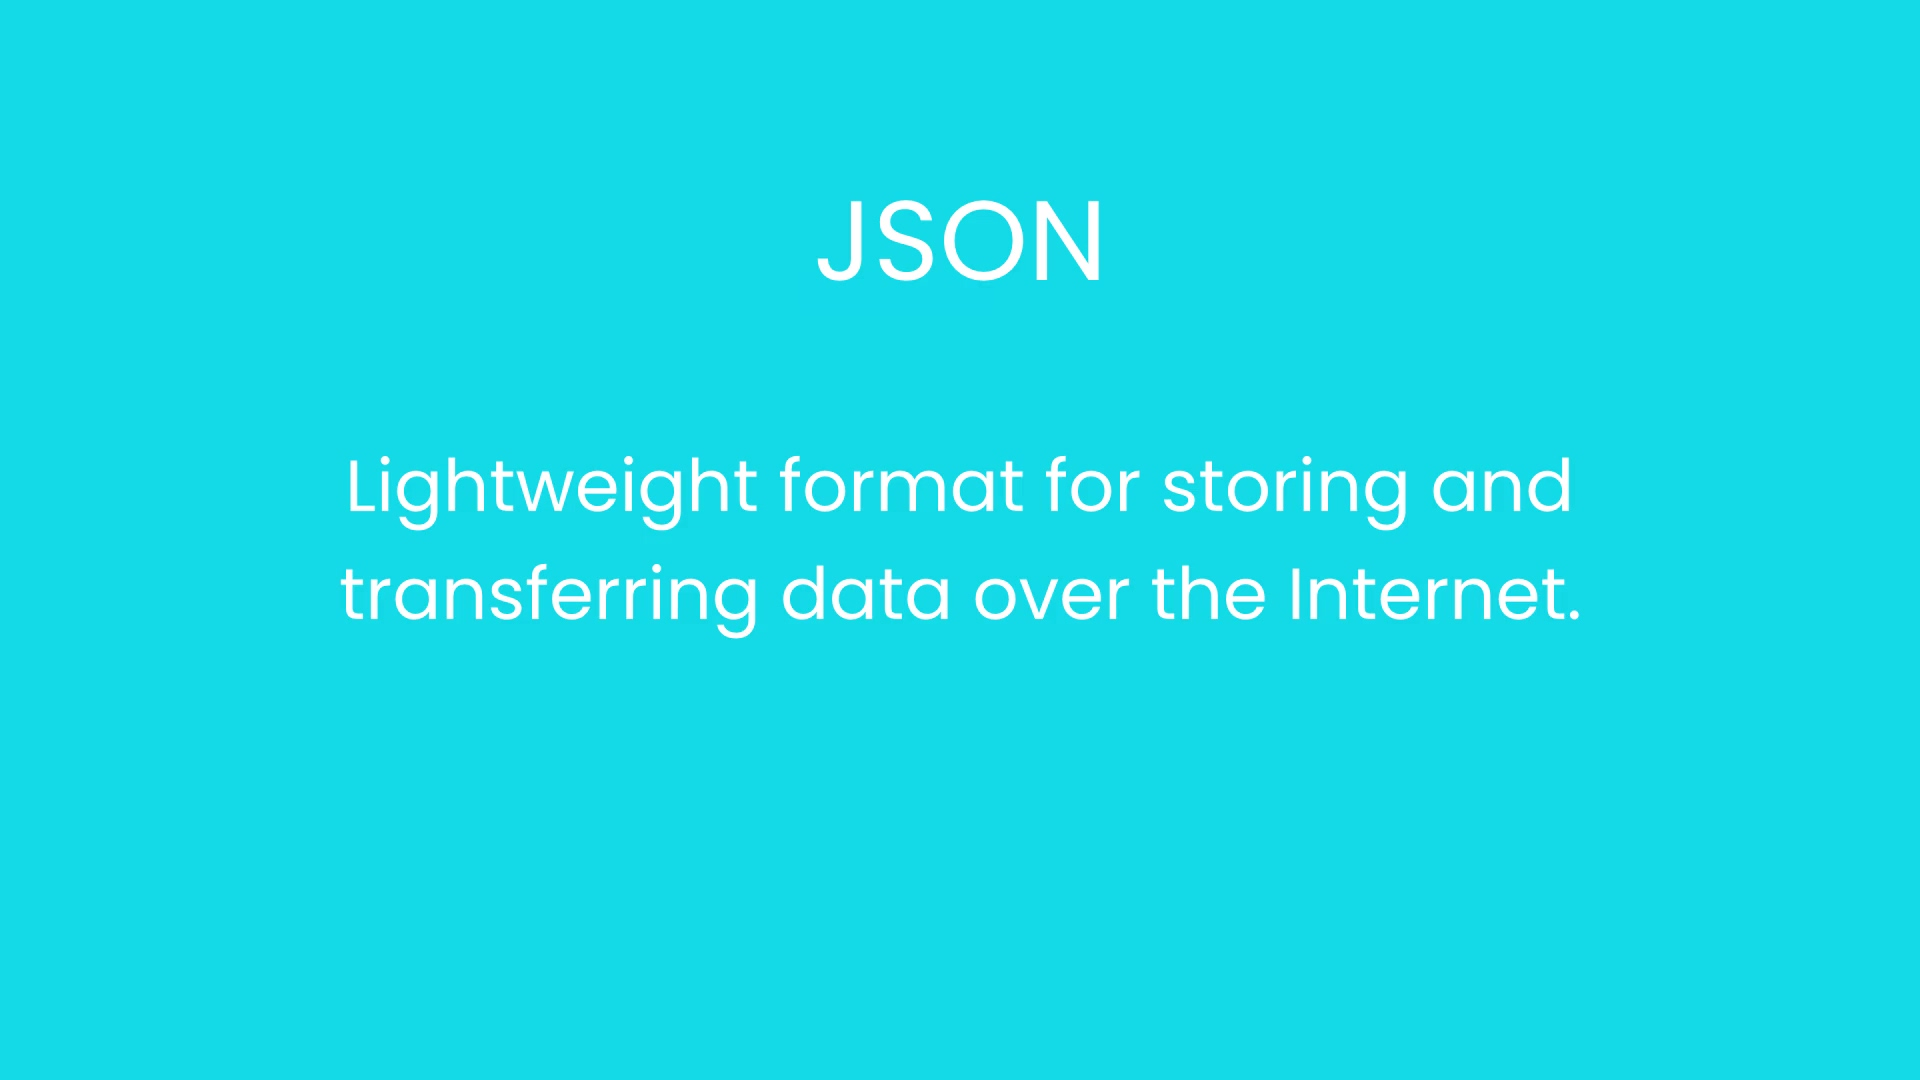 JSON
Lightweight format for storing and
transferring data over the Internet.